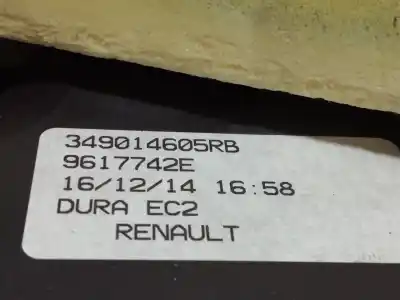 349014605RB
9617742E
16/12/14 16:58
DURA EC2
RENAULT